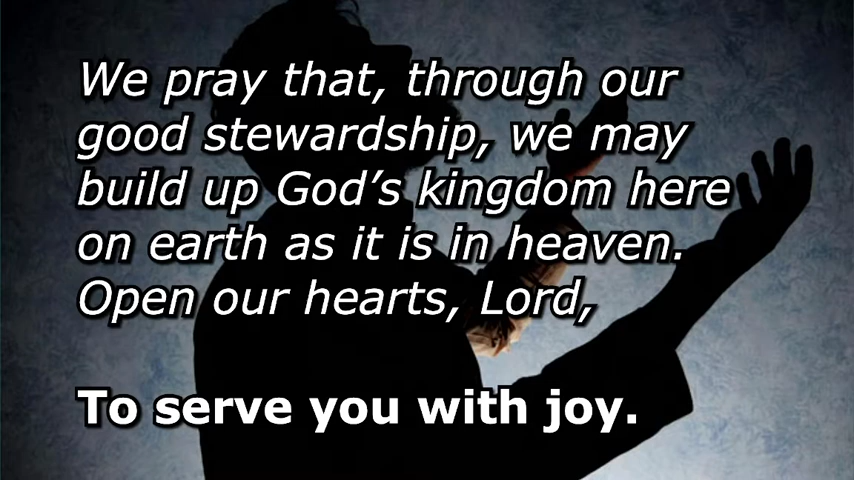 We pray that, through our
good stewardship, we may
build up God’s kingdom here
on earth as it is in heaven.
Open our hearts, Lord,
To serve you with joy.